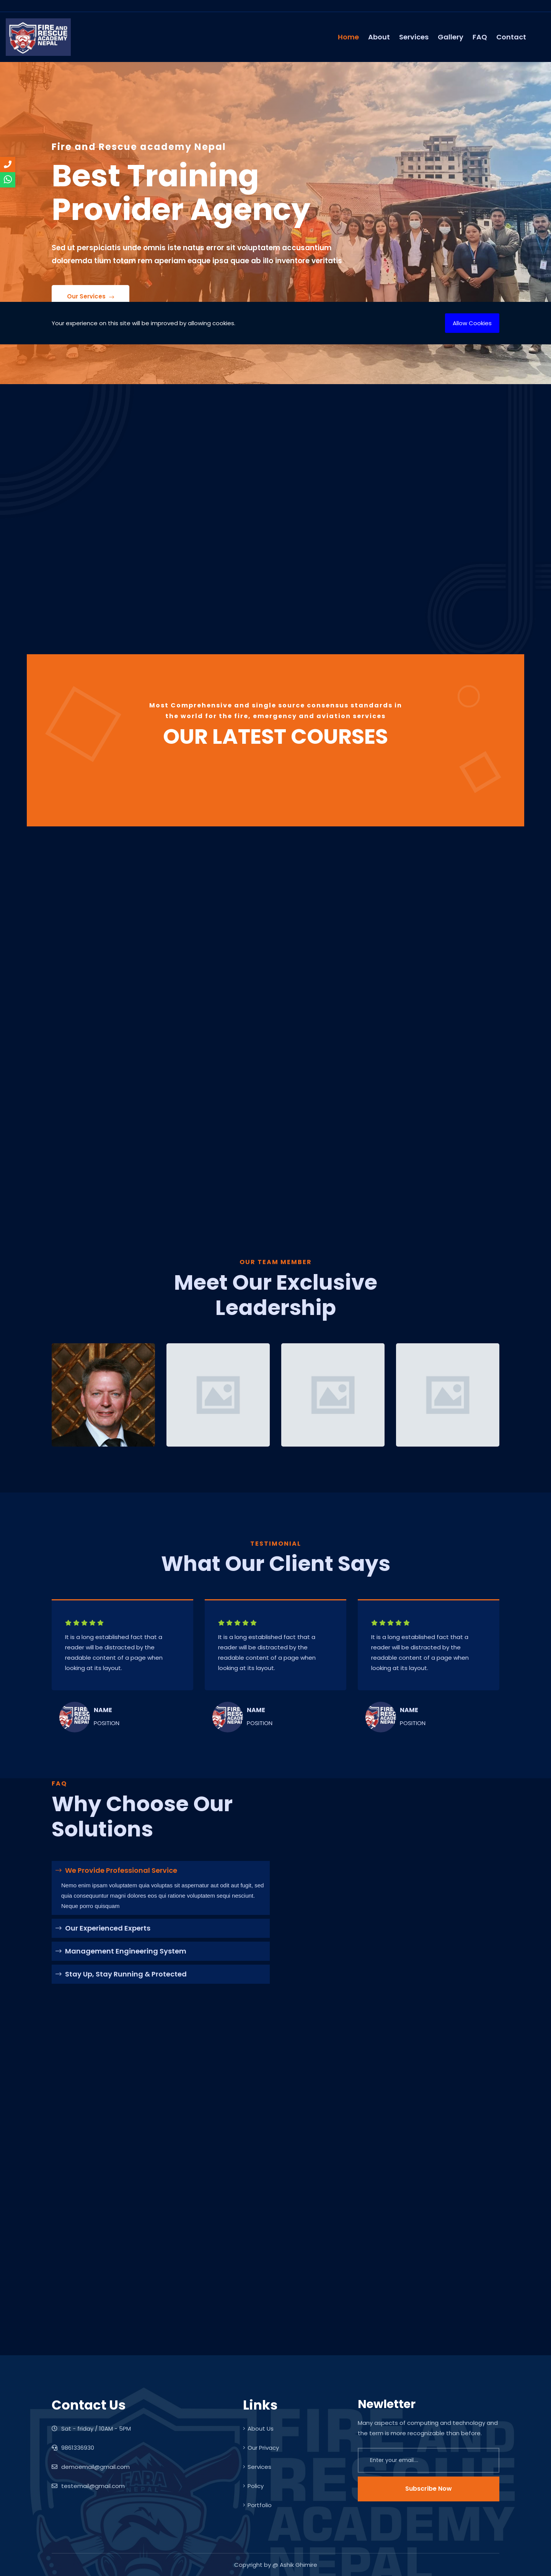 FIRE AND
RESCUE
ACADEMY
NEPAL
Home
About
Services
Gallery
FAQ
Contact
Fire and Rescue academy Nepal
Best Training
Provider Agency
Sed ut perspiciatis unde omnis iste natus error sit voluptatem accusantium
doloremda tium totam rem aperiam eaque ipsa quae ab illo inventore veritatis.
Our Services →
Your experience on this site will be improved by allowing cookies.
Allow Cookies
Most Comprehensive and single source consensus standards in
the world for the fire, emergency and aviation services
OUR LATEST COURSES
OUR TEAM MEMBER
Meet Our Exclusive
Leadership
TESTIMONIAL
What Our Client Says
It is a long established fact that a
reader will be distracted by the
readable content of a page when
looking at its layout.
NAME
POSITION
It is a long established fact that a
reader will be distracted by the
readable content of a page when
looking at its layout.
NAME
POSITION
It is a long established fact that a
reader will be distracted by the
readable content of a page when
looking at its layout.
NAME
POSITION
FAQ
Why Choose Our
Solutions
We Provide Professional Service
Nemo enim ipsam voluptatem quia voluptas sit aspernatur aut odit aut fugit, sed
quia consequuntur magni dolores eos qui ratione voluptatem sequi nesciunt.
Neque porro quisquam
Our Experienced Experts
Management Engineering System
Stay Up, Stay Running & Protected
Contact Us
Sat - friday / 10AM - 5PM
9861336930
demoemail@gmail.com
testemail@gmail.com
Links
About Us
Our Privacy
Services
Policy
Portfolio
Newletter
Many aspects of computing and technology and
the term is more recognizable than before.
Enter your email...
Subscribe Now
FARA
FIRE AND
RESCUE
ACADEMY
NEPAL
Copyright by @ Ashik Ghimire